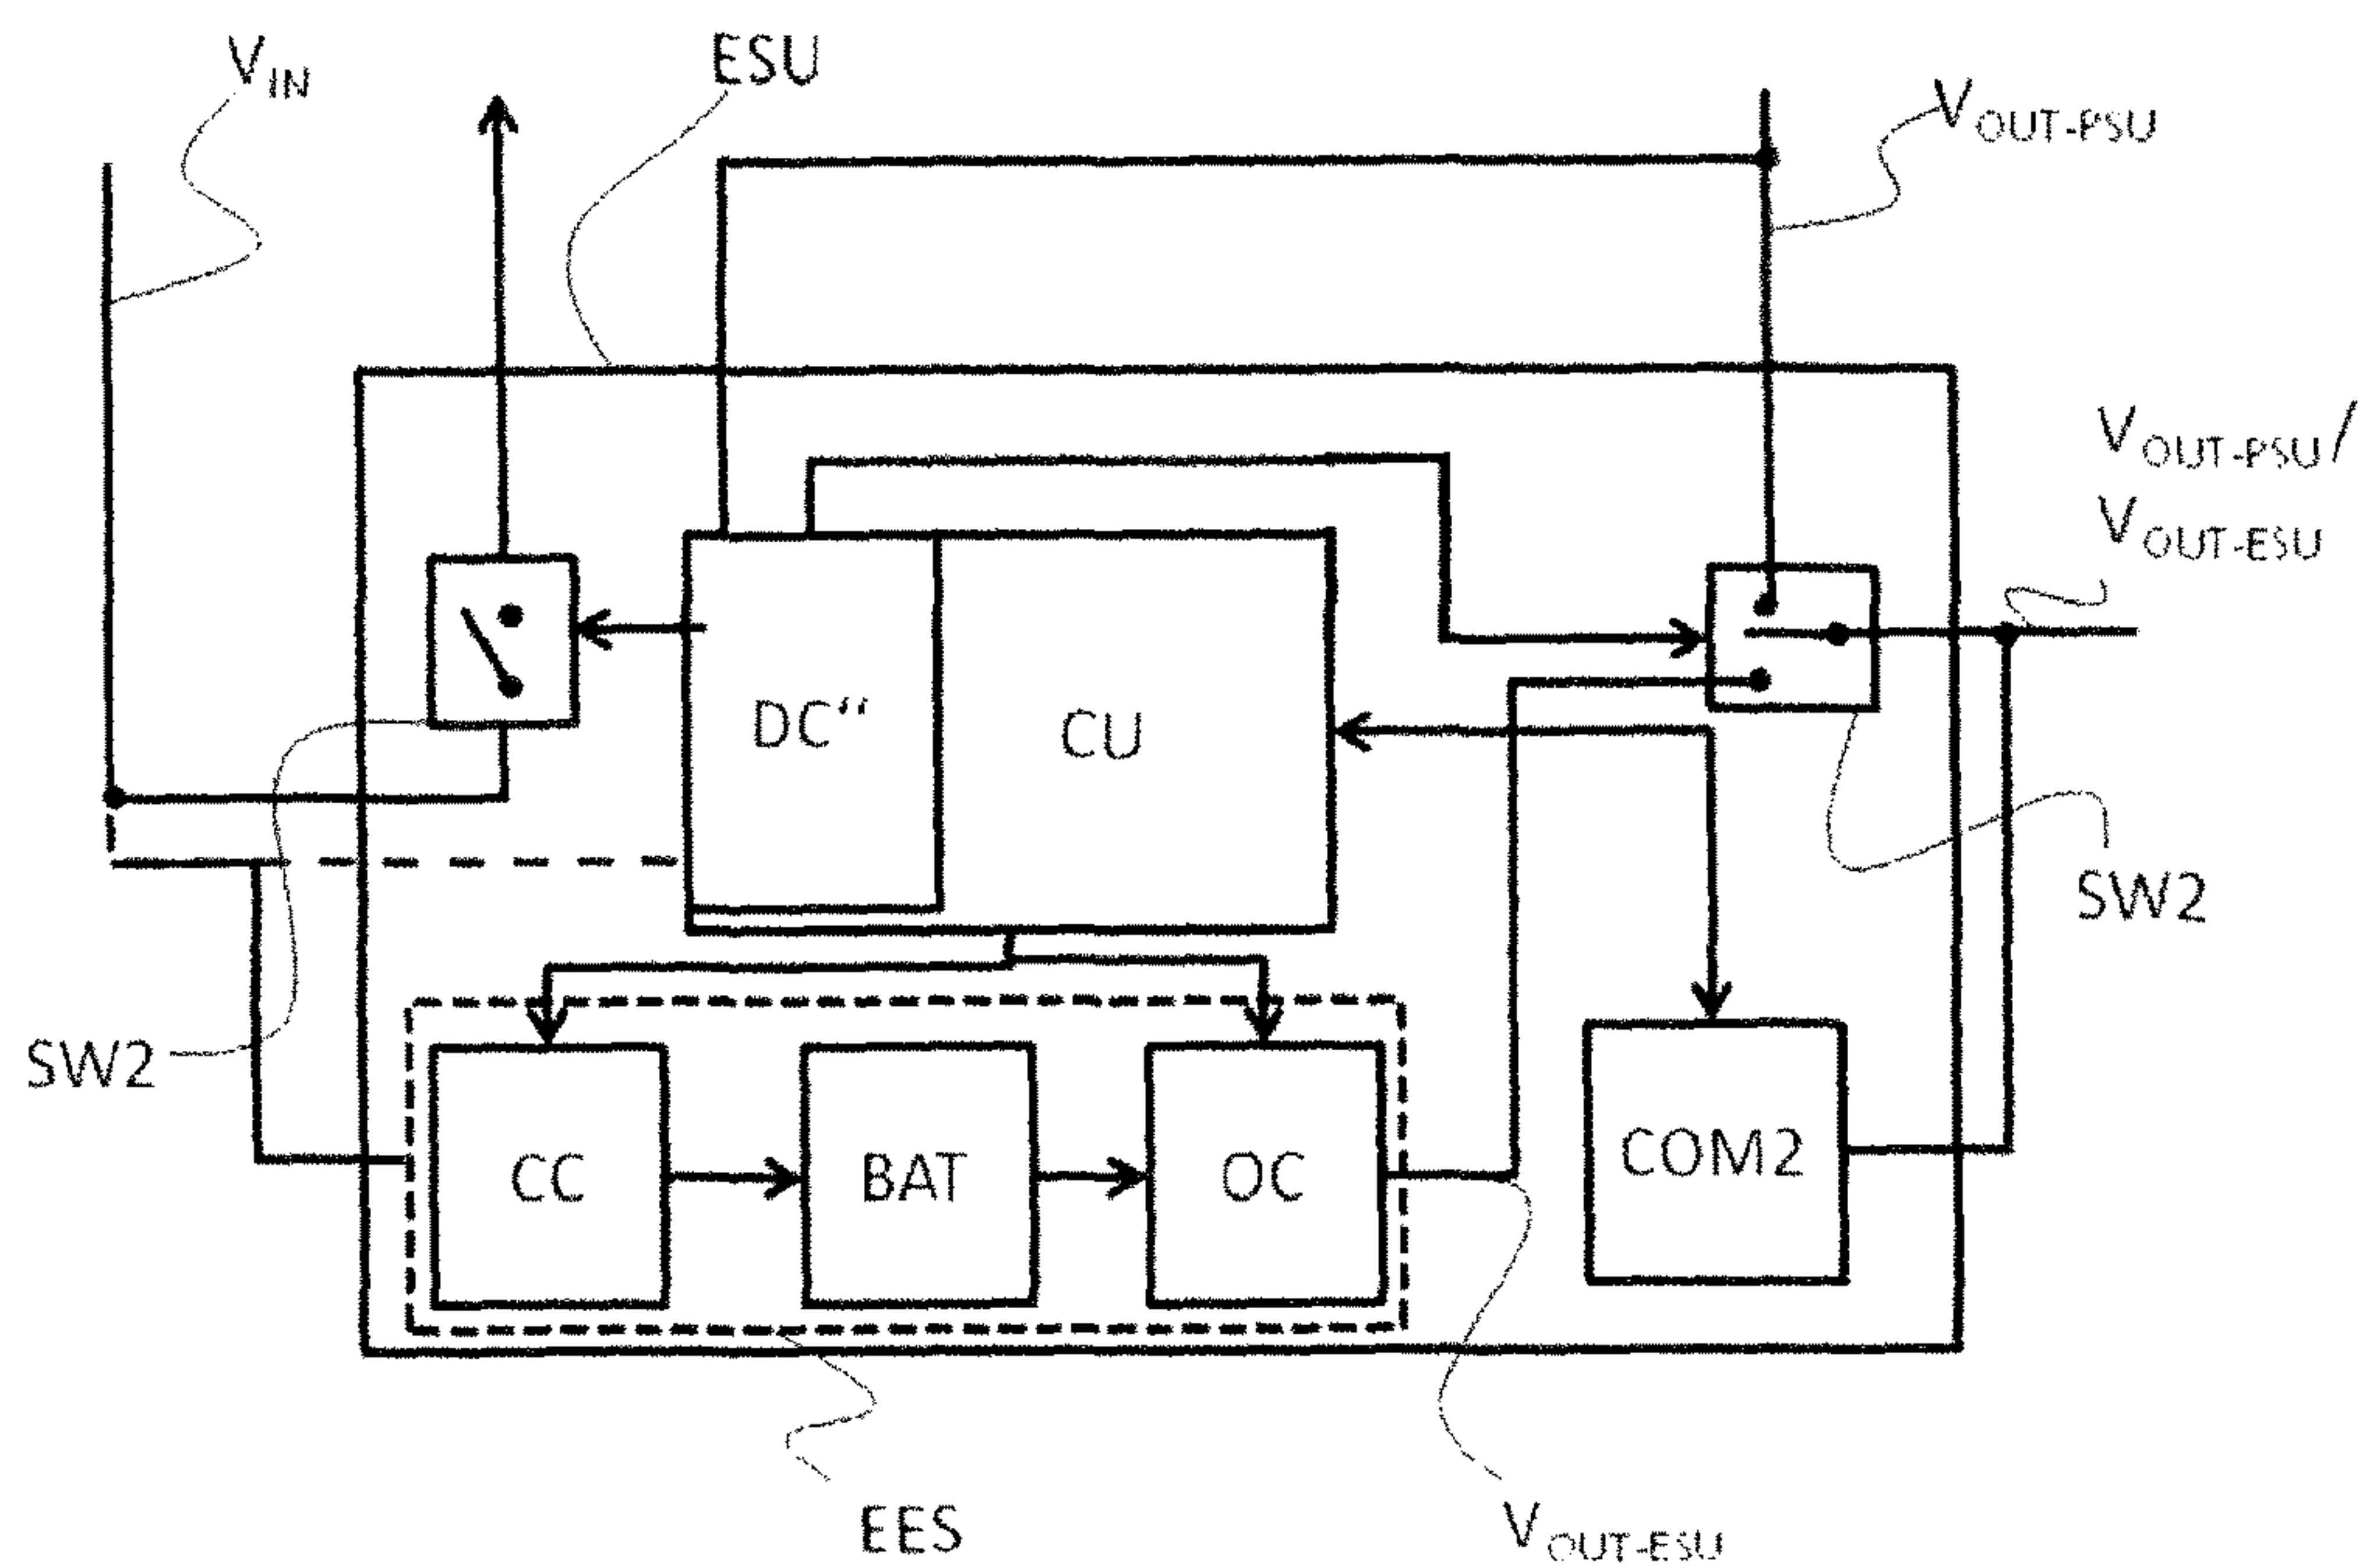 VIN
ESU
VOUT-PSU
VOUT-PSU/
VOUT-ESU
DC“
CU
SW2
SW2
CC
BAT
OC
COM2
EES
VOUT-ESU